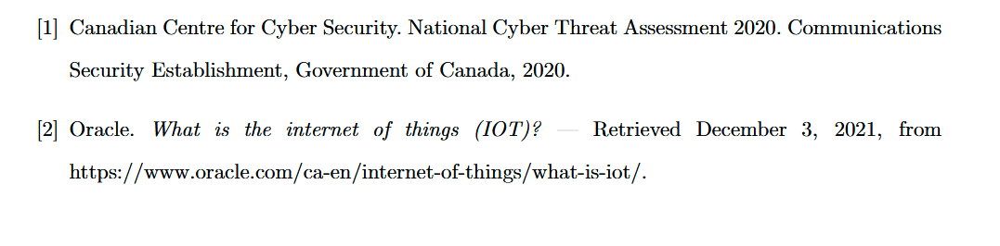 [1] Canadian Centre for Cyber Security. National Cyber Threat Assessment 2020. Communications
Security Establishment, Government of Canada, 2020.
[2] Oracle. What is the internet of things (IOT)? — Retrieved December 3, 2021, from
https://www.oracle.com/ca-en/internet-of-things/what-is-iot/.